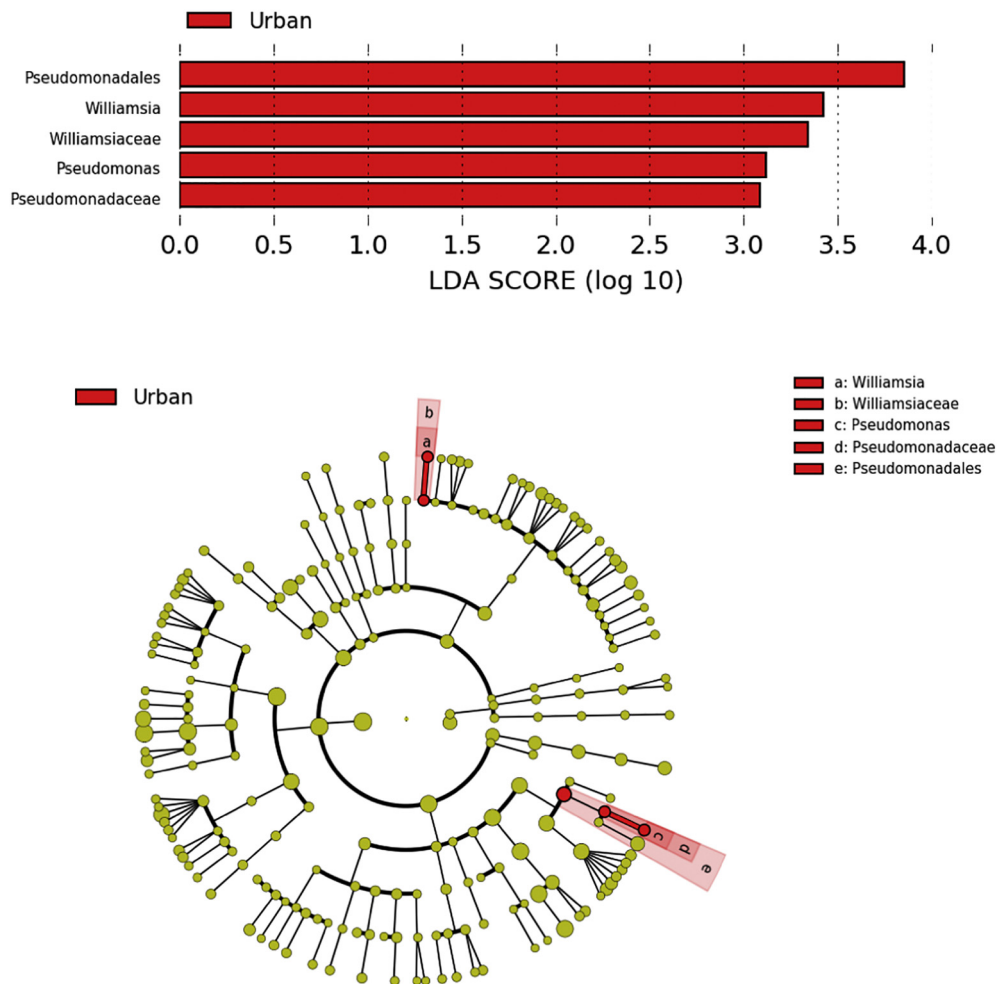 Urban
Pseudomonadales
Williamsia
Williamsiaceae
Pseudomonas
Pseudomonadaceae
0.0 0.5 1.0 1.5 2.0 2.5 3.0 3.5 4.0
LDA SCORE (log 10)
Urban
a: Williamsia
b: Williamsiaceae
c: Pseudomonas
d: Pseudomonadaceae
e: Pseudomonadales
b
a
c
d
e